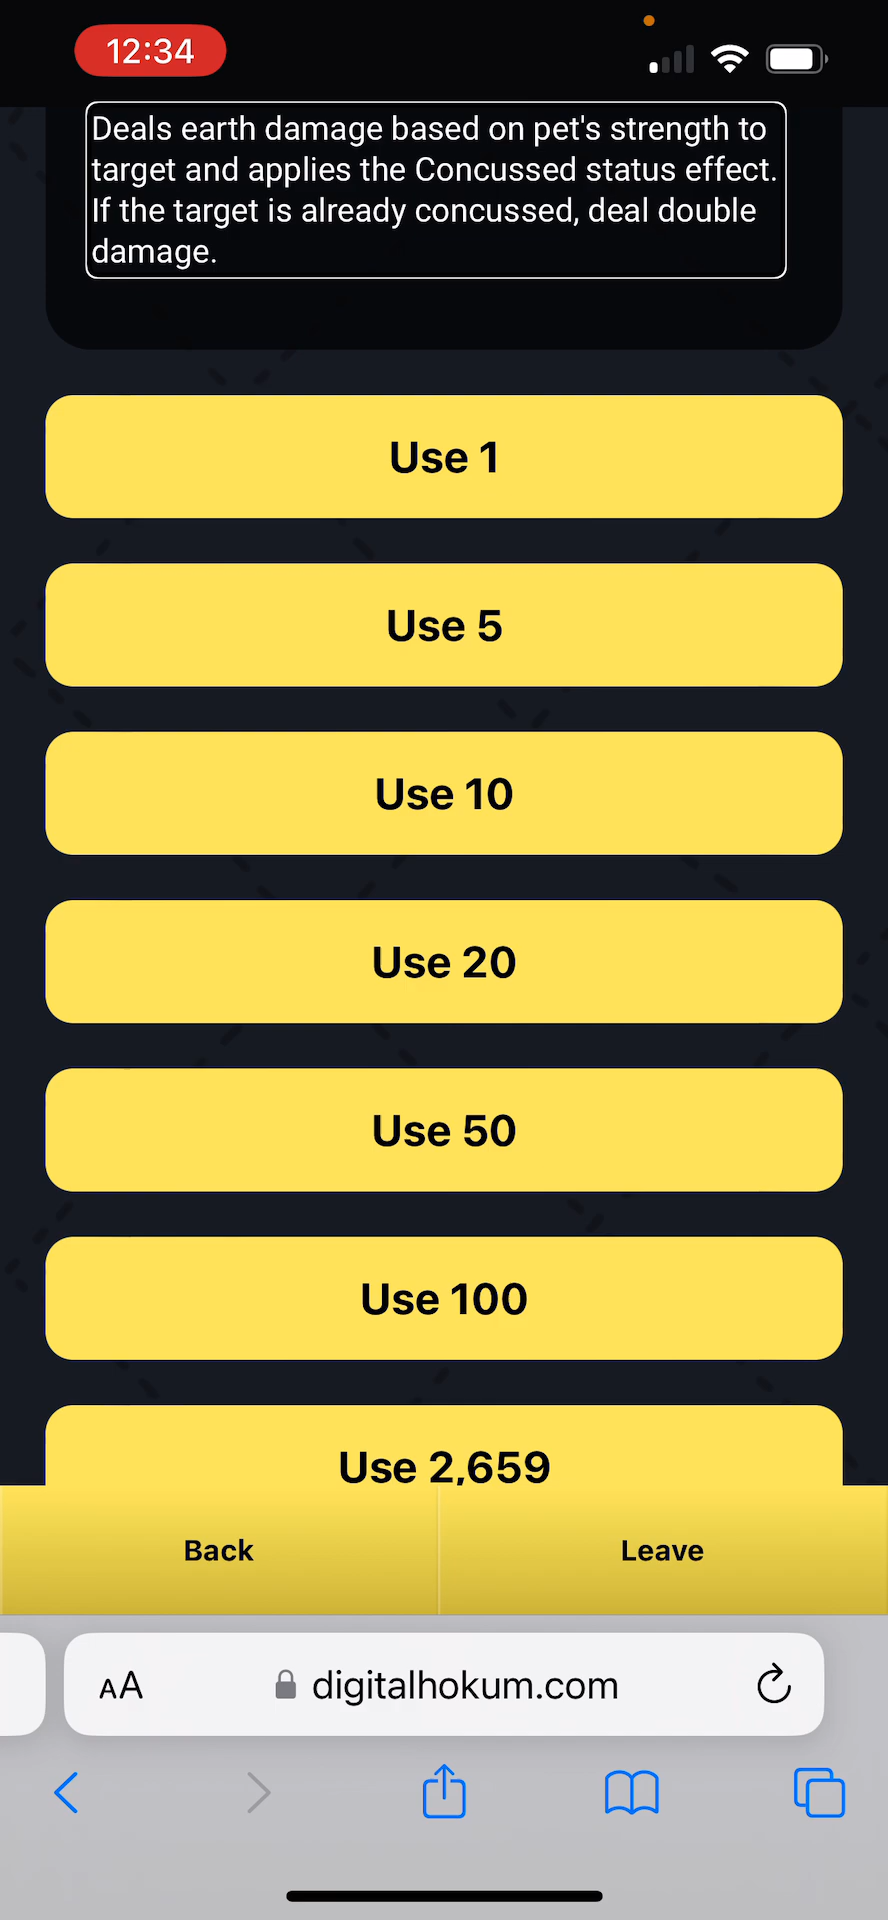 12:34
Deals earth damage based on pet's strength to
target and applies the Concussed status effect.
If the target is already concussed, deal double
damage.
Use 1
Use 5
Use 10
Use 20
Use 50
Use 100
Use 2,659
Back
Leave
AA
digitalhokum.com